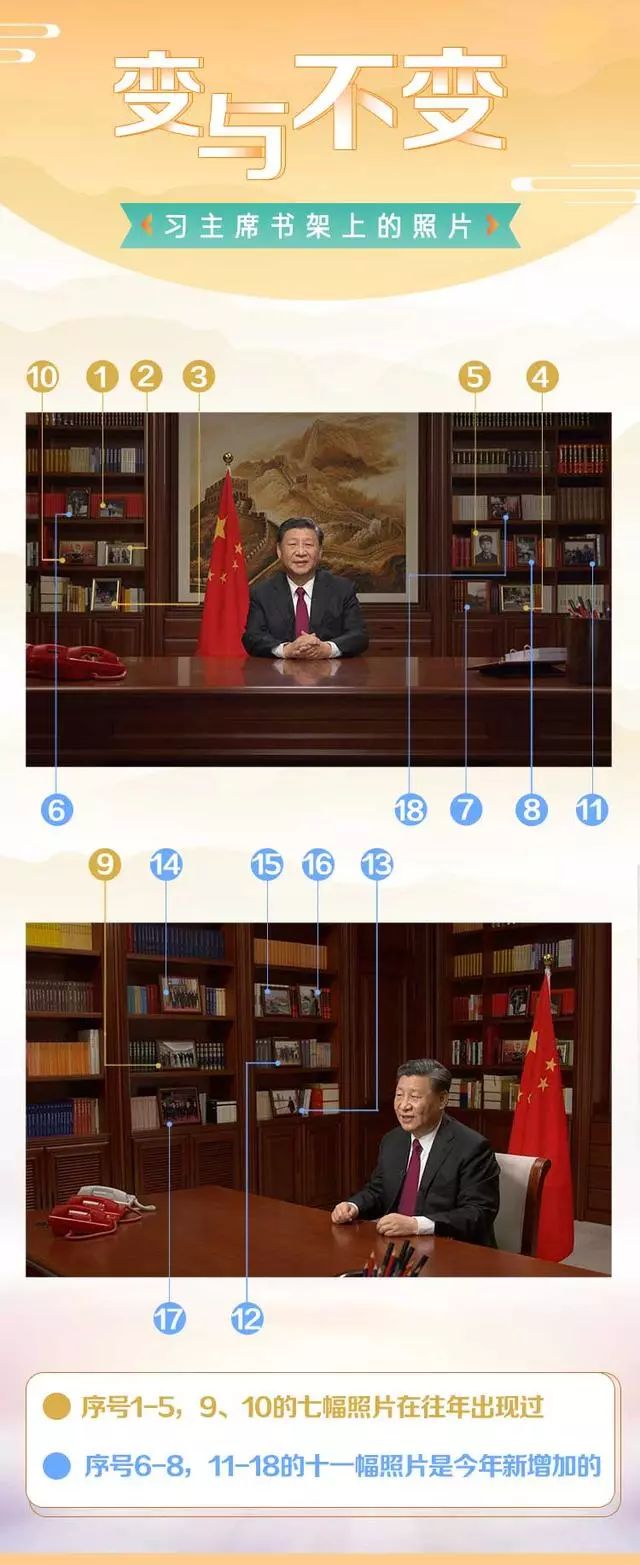 变与不变
习主席书架上的照片
10 1 2 3 5 4
6 18 7 8 11
9 14 15 16 13
17 12
序号1-5，9、10的七幅照片在往年出现过
序号6-8，11-18的十一幅照片是今年新增加的